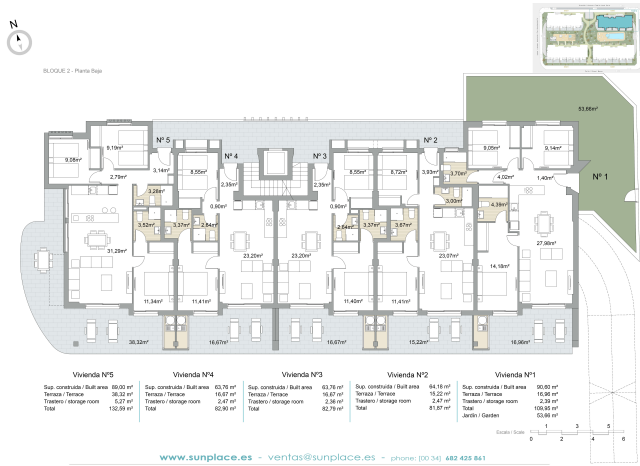 N
BLOQUE 2 - Planta Baja
53,66m²
Nº 5
Nº 4
Nº 3
Nº 2
Nº 1
9,08m²
9,19m²
2,79m²
3,14m²
8,55m²
2,35m²
2,35m²
8,55m²
8,72m²
3,93m²
3,70m²
9,05m²
9,14m²
4,02m²
1,40m²
3,28m²
0,90m²
0,90m²
3,00m²
4,39m²
3,52m²
3,37m²
2,84m²
2,64m²
3,37m²
3,67m²
31,29m²
23,20m²
23,20m²
23,07m²
27,98m²
14,18m²
11,34m²
11,41m²
11,40m²
11,41m²
38,32m²
16,67m²
16,67m²
15,22m²
16,96m²
Vivienda Nº5
Sup. construida / Built area 89,00 m²
Terraza / Terrace 38,32 m²
Trastero / storage room 5,27 m²
Total 132,59 m²
Vivienda Nº4
Sup. construida / Built area 63,76 m²
Terraza / Terrace 16,67 m²
Trastero / storage room 2,47 m²
Total 82,90 m²
Vivienda Nº3
Sup. construida / Built area 63,76 m²
Terraza / Terrace 16,67 m²
Trastero / storage room 2,36 m²
Total 82,79 m²
Vivienda Nº2
Sup. construida / Built area 64,18 m²
Terraza / Terrace 15,22 m²
Trastero / storage room 2,47 m²
Total 81,87 m²
Vivienda Nº1
Sup. construida / Built area 90,60 m²
Terraza / Terrace 16,96 m²
Trastero / storage room 2,39 m²
Total 109,95 m²
Jardín / Garden 53,66 m²
Escala / Scale
0 1 2 3 4 5 6
www.sunplace.es - ventas@sunplace.es - phone: [00 34] 682 425 861